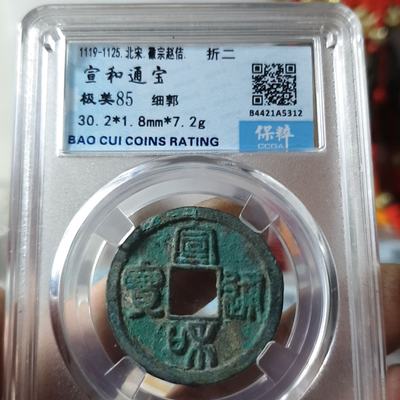 1119-1125.北宋.徽宗赵佶. 折二
宣和通宝
极美85 细郭
30.2*1.8mm*7.2g
BAO CUI COINS RATING
B4421A5312
保粹
CCGA
宣
寳 通
和